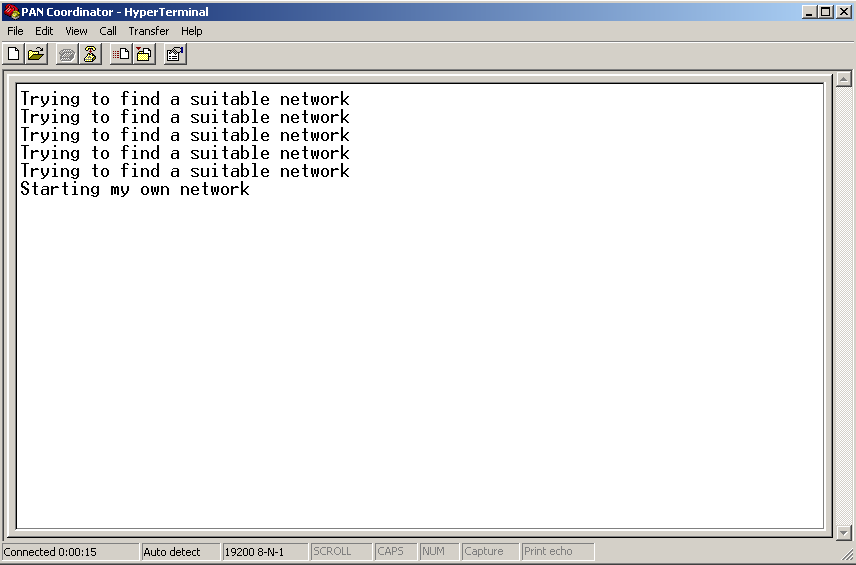 PAN Coordinator - HyperTerminal
File Edit View Call Transfer Help
Trying to find a suitable network
Trying to find a suitable network
Trying to find a suitable network
Trying to find a suitable network
Trying to find a suitable network
Starting my own network
Connected 0:00:15 Auto detect 19200 8-N-1 SCROLL CAPS NUM Capture Print echo